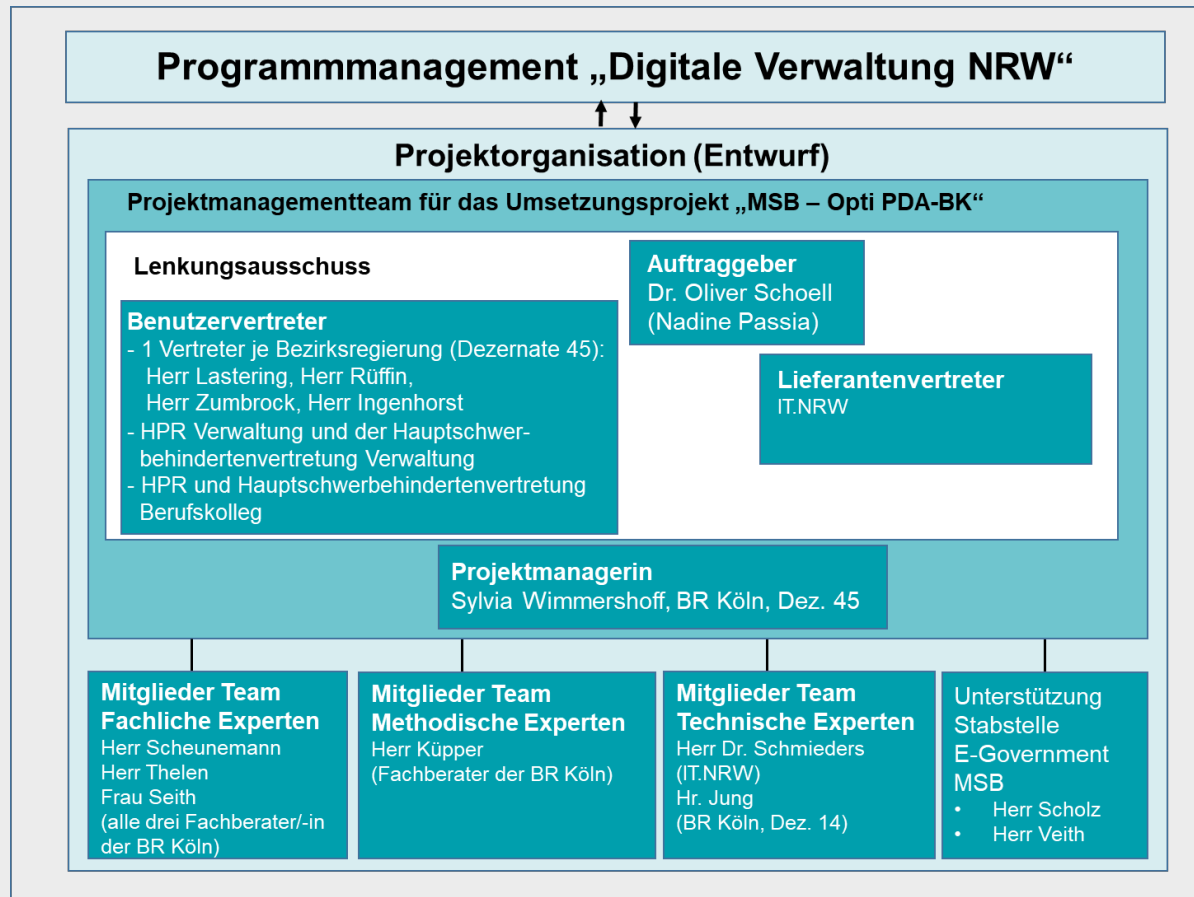 Programmmanagement „Digitale Verwaltung NRW“
Projektorganisation (Entwurf)
Projektmanagementteam für das Umsetzungsprojekt „MSB – Opti PDA-BK“
Lenkungsausschuss
Benutzervertreter
- 1 Vertreter je Bezirksregierung (Dezernate 45):
Herr Lastering, Herr Rüffin,
Herr Zumbrock, Herr Ingenhorst
- HPR Verwaltung und der Hauptschwer-
behindertenvertretung Verwaltung
- HPR und Hauptschwerbehindertenvertretung
Berufskolleg
Auftraggeber
Dr. Oliver Schoell
(Nadine Passia)
Lieferantenvertreter
IT.NRW
Projektmanagerin
Sylvia Wimmershoff, BR Köln, Dez. 45
Mitglieder Team
Fachliche Experten
Herr Scheunemann
Herr Thelen
Frau Seith
(alle drei Fachberater/-in
der BR Köln)
Mitglieder Team
Methodische Experten
Herr Küpper
(Fachberater der BR Köln)
Mitglieder Team
Technische Experten
Herr Dr. Schmieders
(IT.NRW)
Hr. Jung
(BR Köln, Dez. 14)
Unterstützung
Stabstelle
E-Government
MSB
• Herr Scholz
• Herr Veith